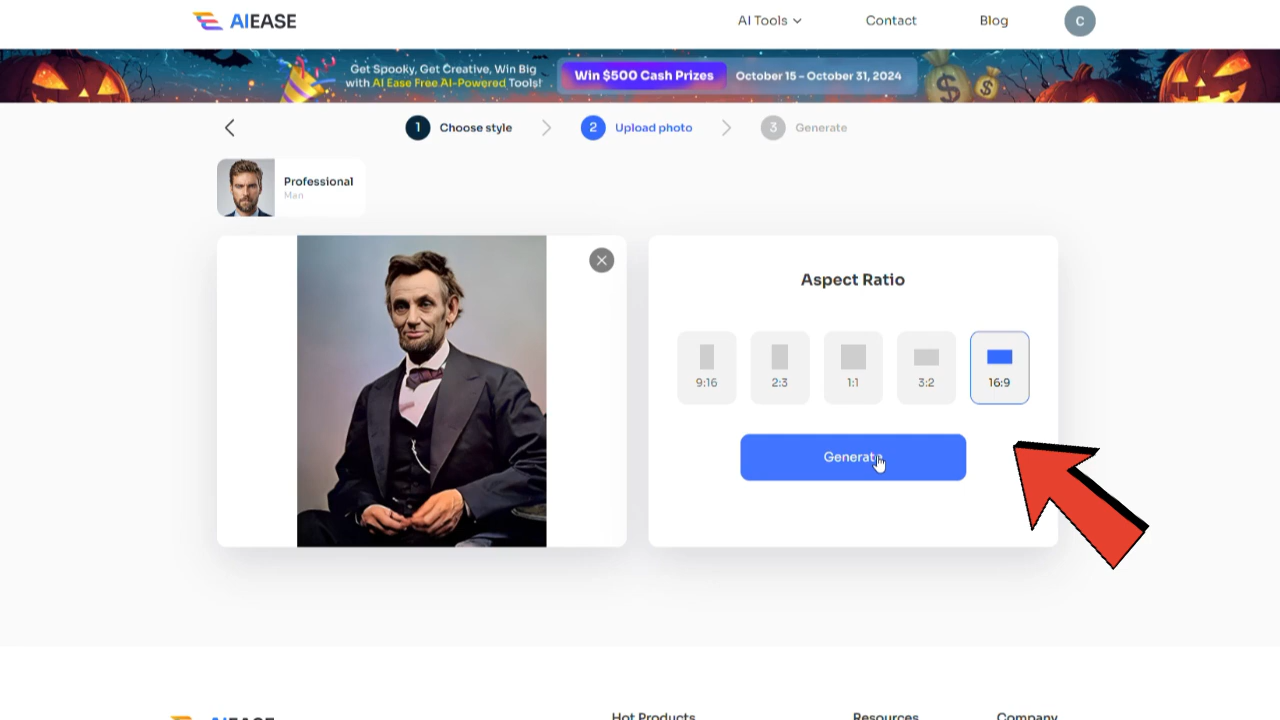 AIEASE
AI Tools
Contact
Blog
C
Get Spooky, Get Creative, Win Big
with AI Ease Free AI-Powered Tools!
Win $500 Cash Prizes
October 15 – October 31, 2024
1 Choose style
2 Upload photo
3 Generate
Professional
Man
Aspect Ratio
9:16
2:3
1:1
3:2
16:9
Generate
AIEASE
Hot Products
Resources
Company